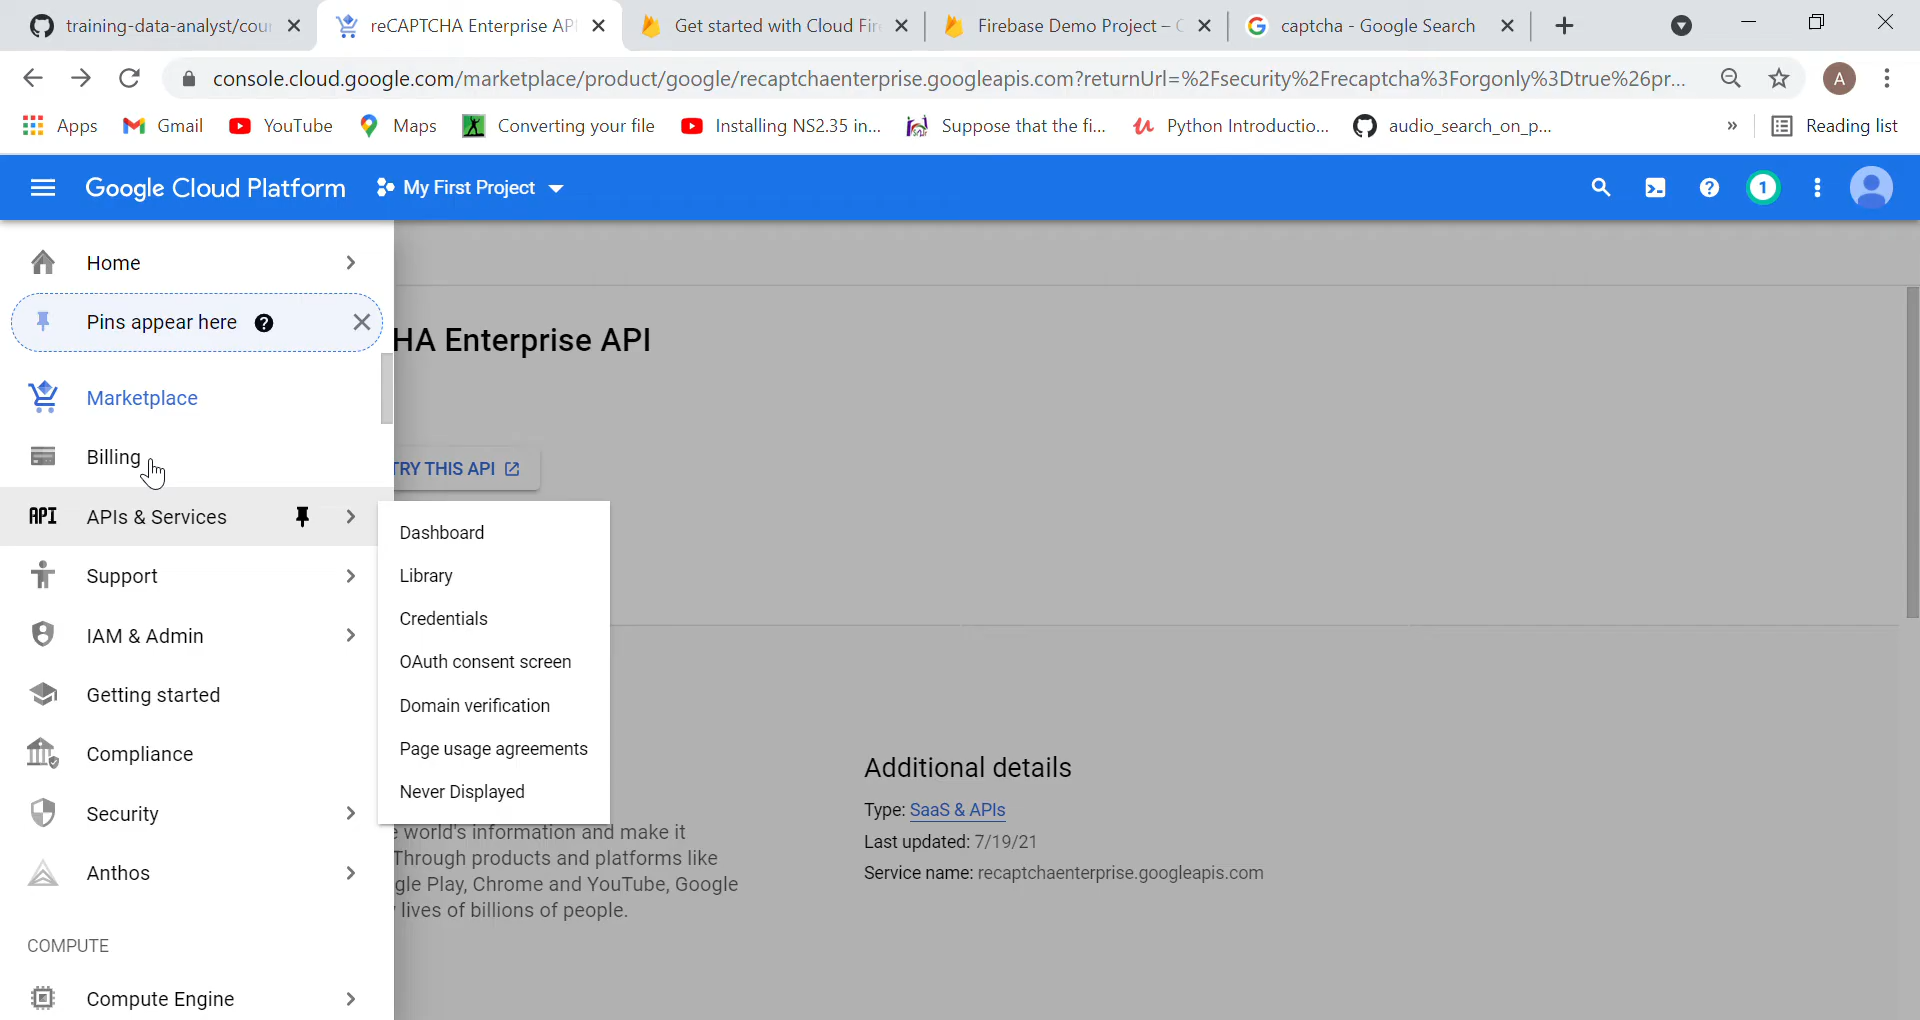 training-data-analyst/cou
reCAPTCHA Enterprise AP
Get started with Cloud Fir
Firebase Demo Project –
captcha - Google Search
console.cloud.google.com/marketplace/product/google/recaptchaenterprise.googleapis.com?returnUrl=%2Fsecurity%2Frecaptcha%3Forgonly%3Dtrue%26pr...
A
Apps
Gmail
YouTube
Maps
Converting your file
Installing NS2.35 in...
Suppose that the fi...
Python Introductio...
audio_search_on_p...
»
Reading list
Google Cloud Platform
My First Project
1
Home
Pins appear here
HA Enterprise API
Marketplace
Billing
TRY THIS API
API APIs & Services
Dashboard
Library
Support
Credentials
IAM & Admin
OAuth consent screen
Getting started
Domain verification
Page usage agreements
Compliance
Never Displayed
Security
Anthos
world's information and make it
Through products and platforms like
gle Play, Chrome and YouTube, Google
lives of billions of people.
Additional details
Type: SaaS & APIs
Last updated: 7/19/21
Service name: recaptchaenterprise.googleapis.com
COMPUTE
Compute Engine